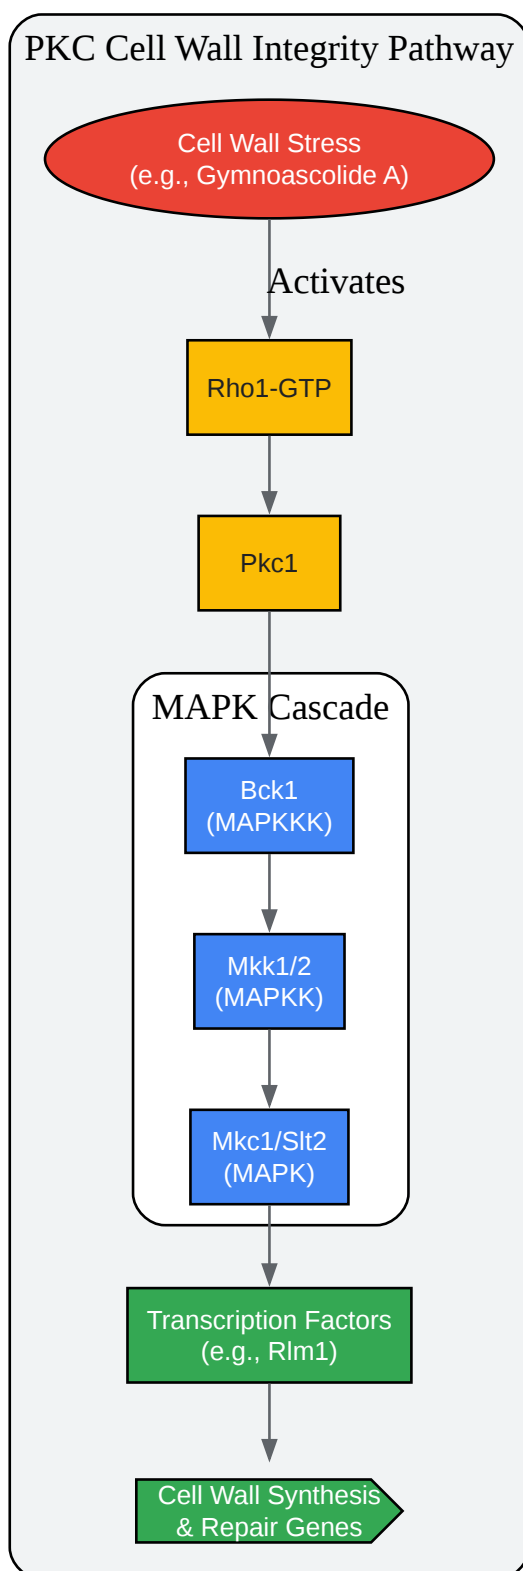 PKC Cell Wall Integrity Pathway
Cell Wall Stress
(e.g., Gymnoascolide A)
Activates
Rho1-GTP
Pkc1
MAPK Cascade
Bck1
(MAPKKK)
Mkk1/2
(MAPKK)
Mkc1/Slt2
(MAPK)
Transcription Factors
(e.g., Rlm1)
Cell Wall Synthesis
& Repair Genes